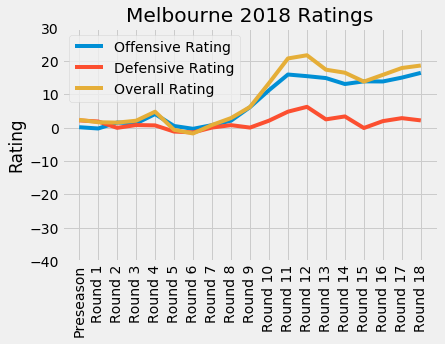 Melbourne 2018 Ratings
Offensive Rating
Defensive Rating
Overall Rating
Rating
30
20
10
0
−10
−20
−30
−40
Preseason
Round 1
Round 2
Round 3
Round 4
Round 5
Round 6
Round 7
Round 8
Round 9
Round 10
Round 11
Round 12
Round 13
Round 14
Round 15
Round 16
Round 17
Round 18